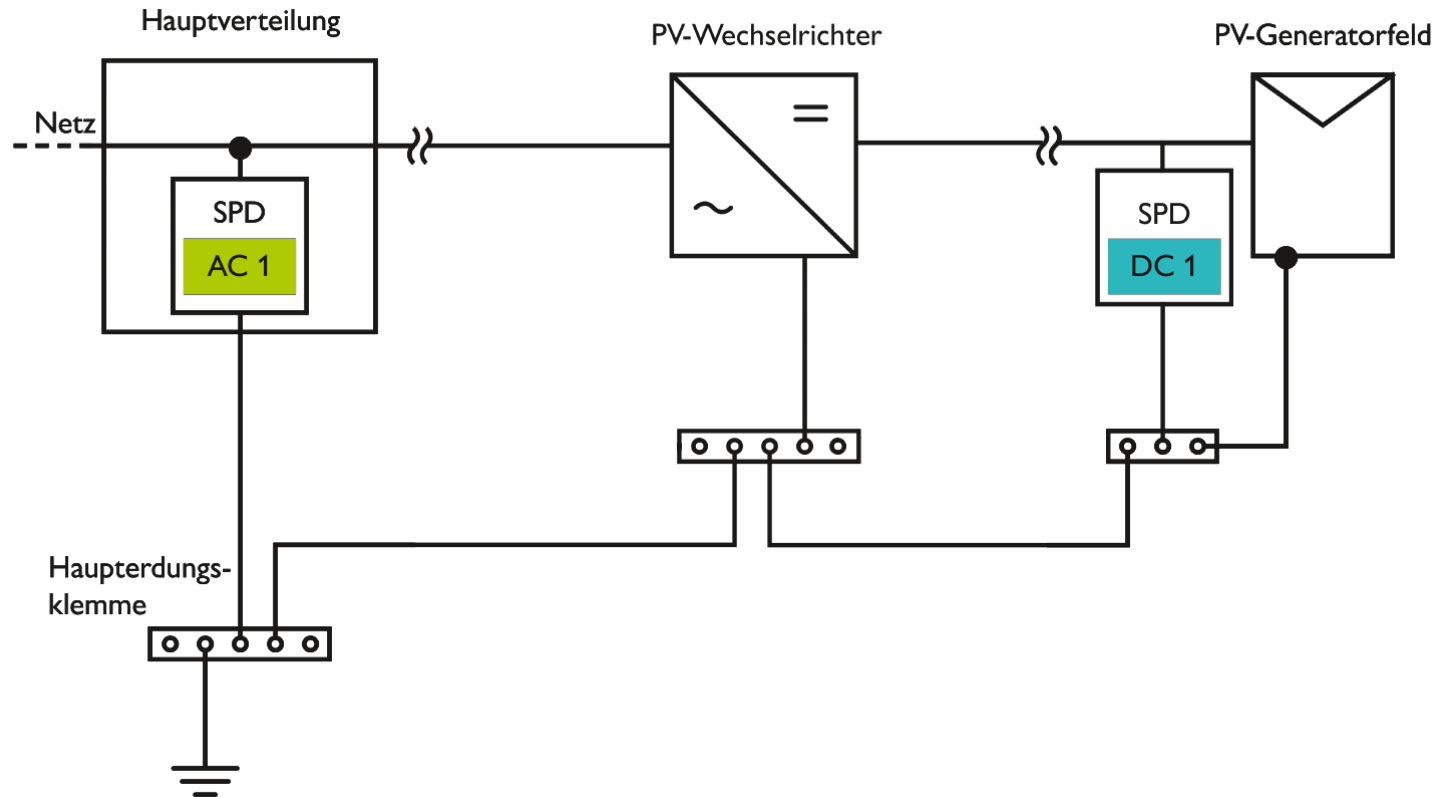 Hauptverteilung
PV-Wechselrichter
PV-Generatorfeld
Netz
SPD
AC 1
SPD
DC 1
Haupterdungs-
klemme